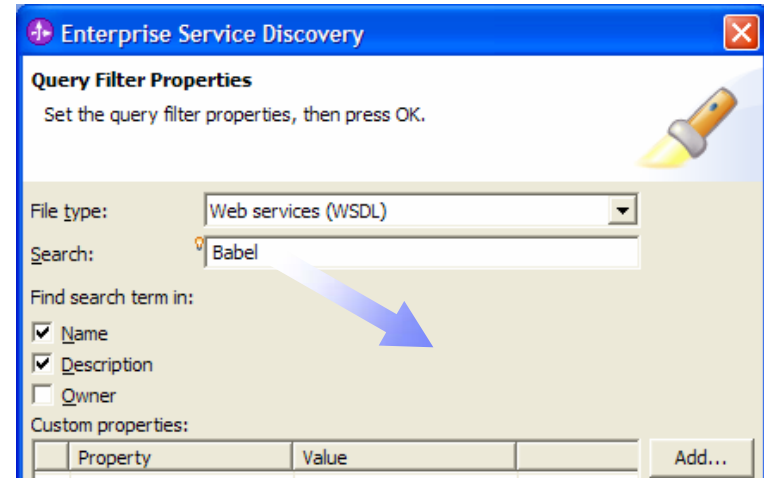 Enterprise Service Discovery
Query Filter Properties
Set the query filter properties, then press OK.
File type: Web services (WSDL)
Search: Babel
Find search term in:
Name
Description
Owner
Custom properties:
Property Value Add...